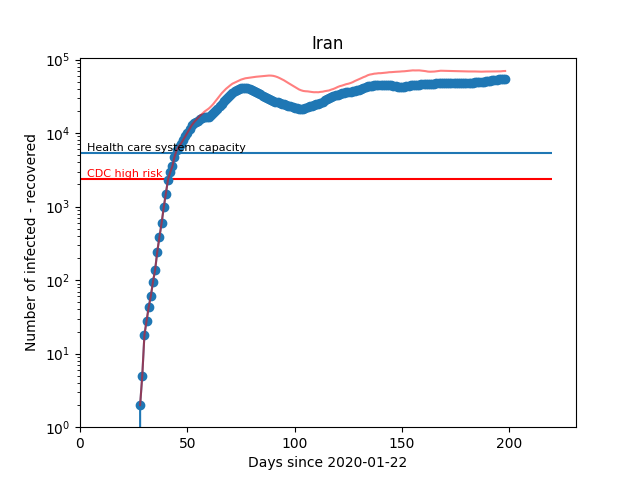 Iran
Number of infected - recovered
10^5
10^4
10^3
10^2
10^1
10^0
Health care system capacity
CDC high risk
0 50 100 150 200
Days since 2020-01-22